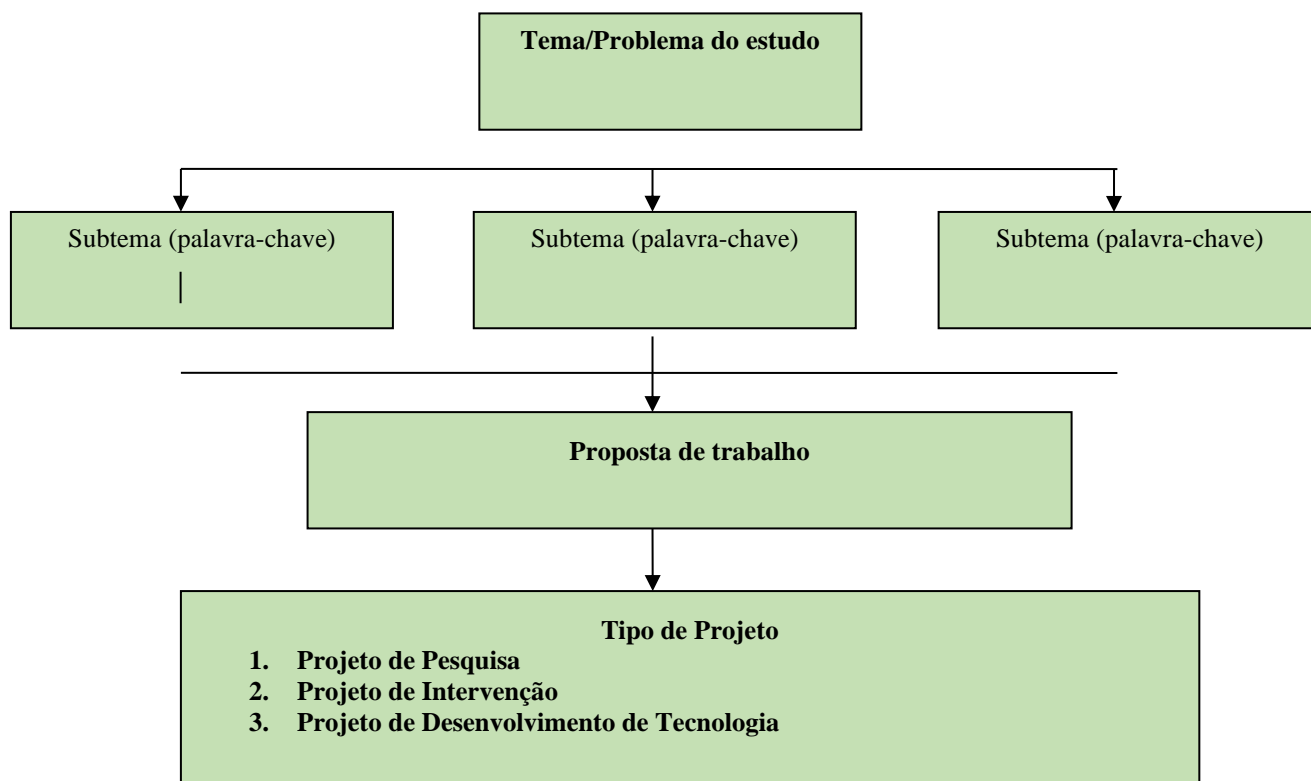 Tema/Problema do estudo
Subtema (palavra-chave)
Subtema (palavra-chave)
Subtema (palavra-chave)
Proposta de trabalho
Tipo de Projeto
1. Projeto de Pesquisa
2. Projeto de Intervenção
3. Projeto de Desenvolvimento de Tecnologia